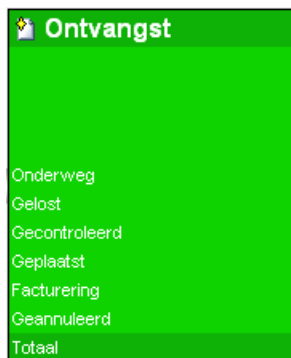 Ontvangst
Onderweg
Gelost
Gecontroleerd
Geplaatst
Facturering
Geannuleerd
Totaal